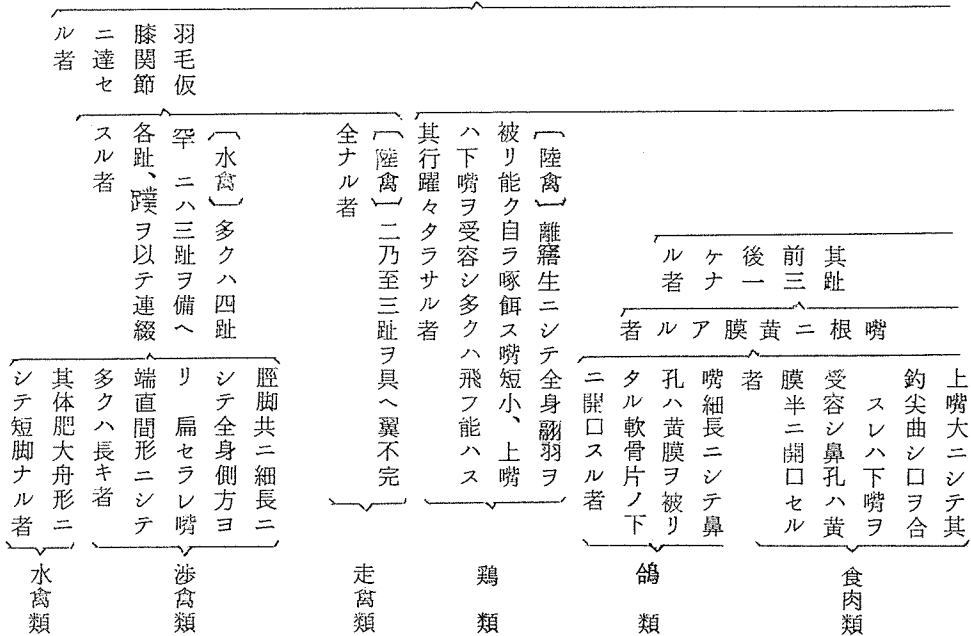 其趾
前三
後一
ケナ
ル者
嘴根ニ黄膜アル者
上嘴大ニシテ其
釣尖曲シ口ヲ合
スレハ下嘴ヲ
受容シ鼻孔ハ黄
膜半ニ開口セル
者
食肉類
嘴細長ニシテ鼻
孔ハ黄膜ヲ被リ
タル軟骨片ノ下
ニ開口スル者
鴿類
〔陸禽〕離窩生ニシテ全身翮羽ヲ
被リ能ク自ラ啄餌ス嘴短小、上嘴
ハ下嘴ヲ受容シ多クハ飛フ能ハス
其行躍々タラサル者
鶏類
羽毛仮
膝関節
ニ達セ
ル者
〔陸禽〕二乃至三趾ヲ具ヘ翼不完
全ナル者
走禽類
〔水禽〕多クハ四趾
罕ニハ三趾ヲ備ヘ
各趾、蹼ヲ以テ連綴
スル者
脛脚共ニ細長ニ
シテ全身側方ヨ
リ扁セラレ嘴
端直間形ニシテ
多クハ長キ者
渉禽類
其体肥大舟形ニ
シテ短脚ナル者
水禽類